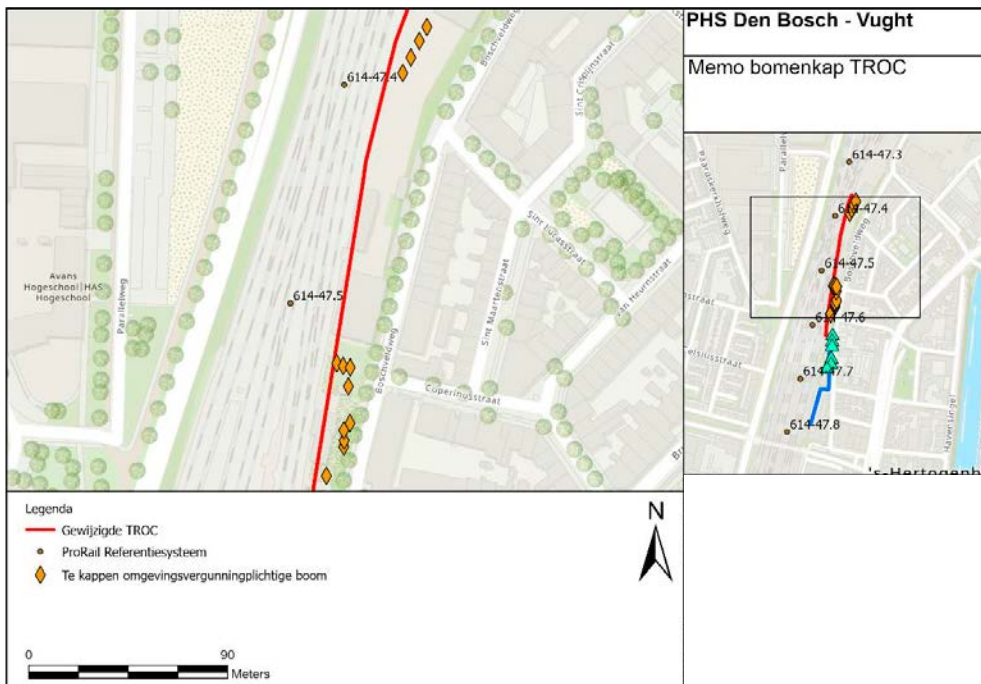 PHS Den Bosch - Vught
Memo bomenkap TROC
614-47.4
Boschveldweg
Sint Crispijnstraat
Sint Lucasstraat
van Heurnstraat
Sint Maartenstraat
Avans
Hogeschool|HAS
Hogeschool
Parallelweg
614-47.5
Boschveldweg
Copernusstraat
614-47.3
614-47.4
Boschveldweg
614-47.5
614-47.6
614-47.7
614-47.8
Havensingel
Legenda
Gewijzigde TROC
ProRail Referentiesysteem
Te kappen omgevingsvergunningplichtige boom
N
0
90
Meters